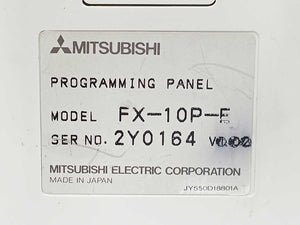 MITSUBISHI
PROGRAMMING PANEL
MODEL FX-10P-E
SER NO. 2Y0164
MITSUBISHI ELECTRIC CORPORATION
MADE IN JAPAN
JY550D18801A